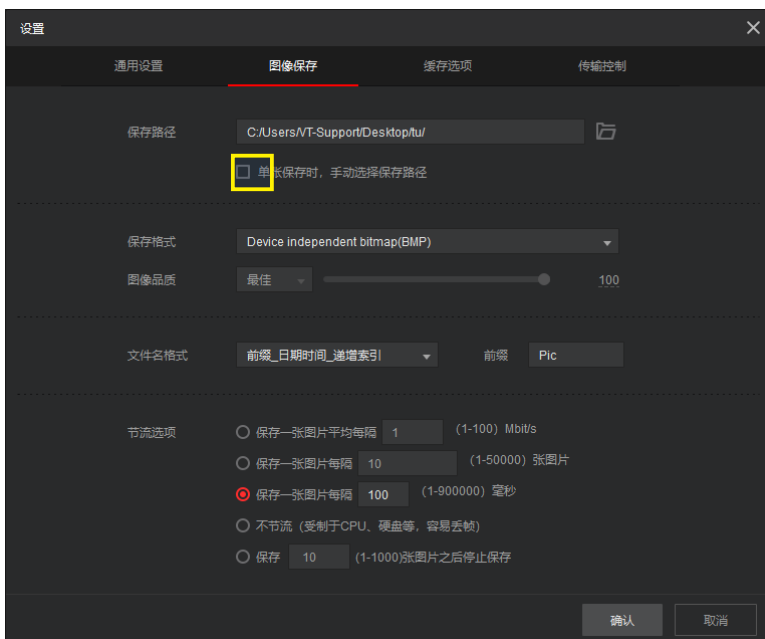 设置
通用设置 图像保存 缓存选项 传输控制
保存路径 C:/Users/VT-Support/Desktop/tu/
单张保存时，手动选择保存路径
保存格式 Device independent bitmap(BMP)
图像品质 最佳 100
文件名格式 前缀_日期时间_递增索引 前缀 Pic
节流选项 保存一张图片平均每隔 1 (1-100) Mbit/s
保存一张图片每隔 10 (1-50000) 张图片
保存一张图片每隔 100 (1-900000) 毫秒
不节流 (受制于CPU、硬盘等，容易丢帧)
保存 10 (1-1000)张图片之后停止保存
确认 取消